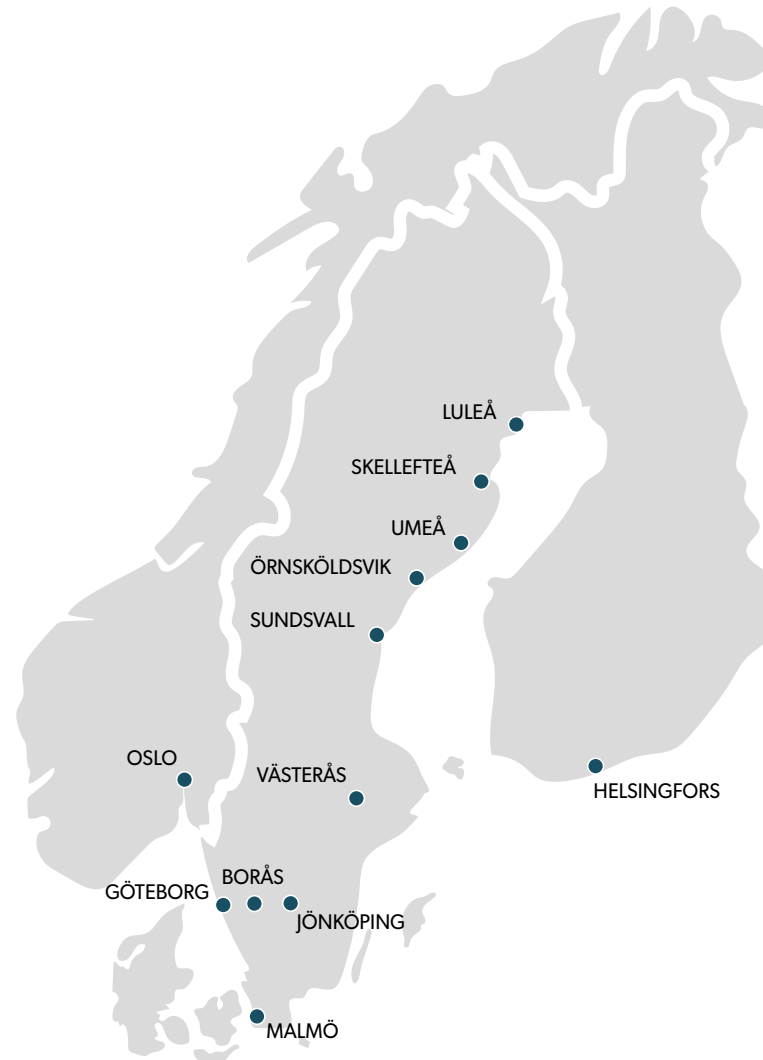 LULEÅ
SKELLEFTEÅ
UMEÅ
ÖRNSKÖLDSVIK
SUNDSVALL
OSLO
VÄSTERÅS
HELSINGFORS
BORÅS
GÖTEBORG
JÖNKÖPING
MALMÖ